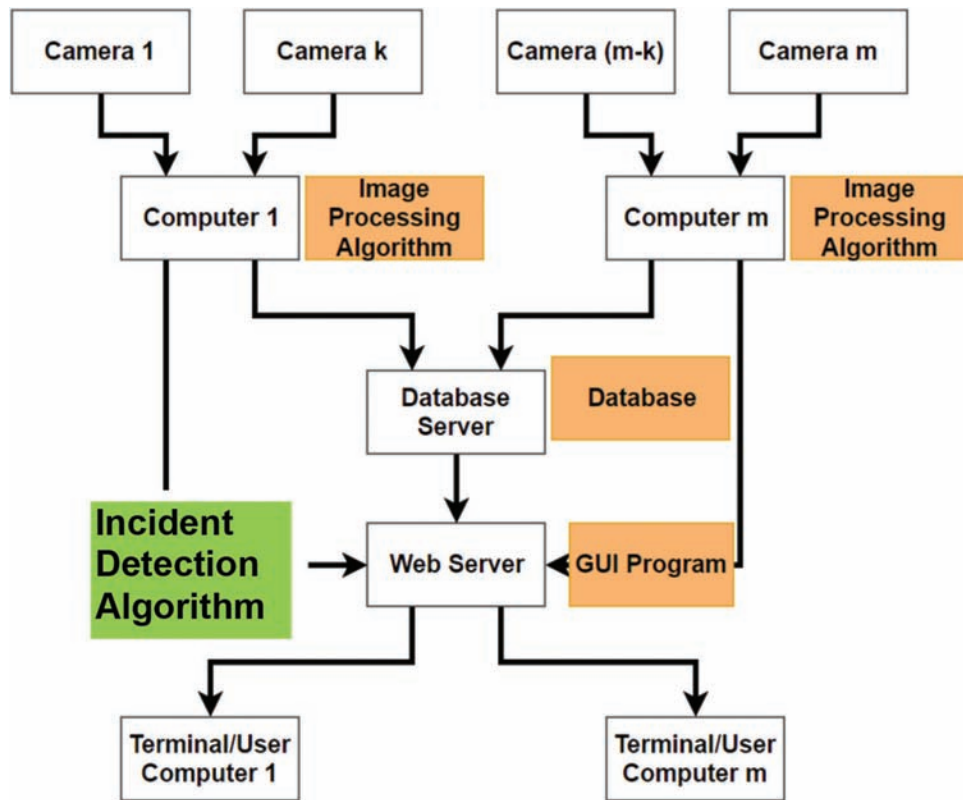 Camera 1
Camera k
Camera (m-k)
Camera m
Computer 1
Image
Processing
Algorithm
Computer m
Image
Processing
Algorithm
Database
Server
Database
Incident
Detection
Algorithm
Web Server
GUI Program
Terminal/User
Computer 1
Terminal/User
Computer m